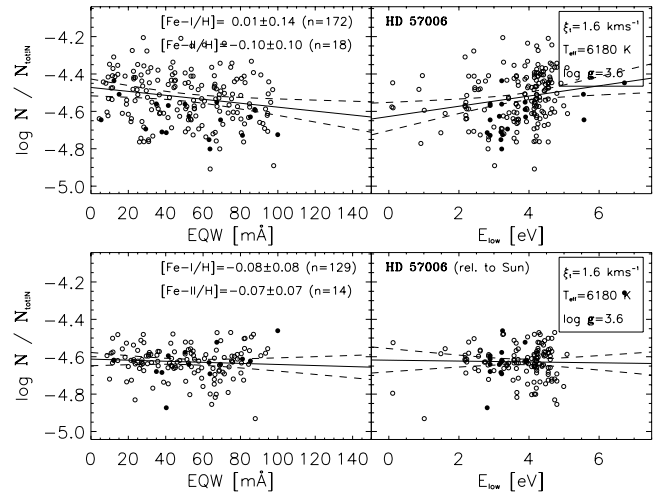 [Fe-I/H]= 0.01±0.14 (n=172)
[Fe-II/H]=-0.10±0.10 (n=18)
HD 57006
ξt=1.6 kms⁻¹
Teff=6180 K
log g=3.6
log N / NtotN
-4.2
-4.4
-4.6
-4.8
-5.0
0 20 40 60 80 100 120 140
EQW [mÅ]
0 2 4 6
Elow [eV]
[Fe-I/H]=-0.08±0.08 (n=129)
[Fe-II/H]=-0.07±0.07 (n=14)
HD 57006 (rel. to Sun)
ξt=1.6 kms⁻¹
Teff=6180 K
log g=3.6
log N / NtotN
-4.2
-4.4
-4.6
-4.8
-5.0
0 20 40 60 80 100 120 140
EQW [mÅ]
0 2 4 6
Elow [eV]